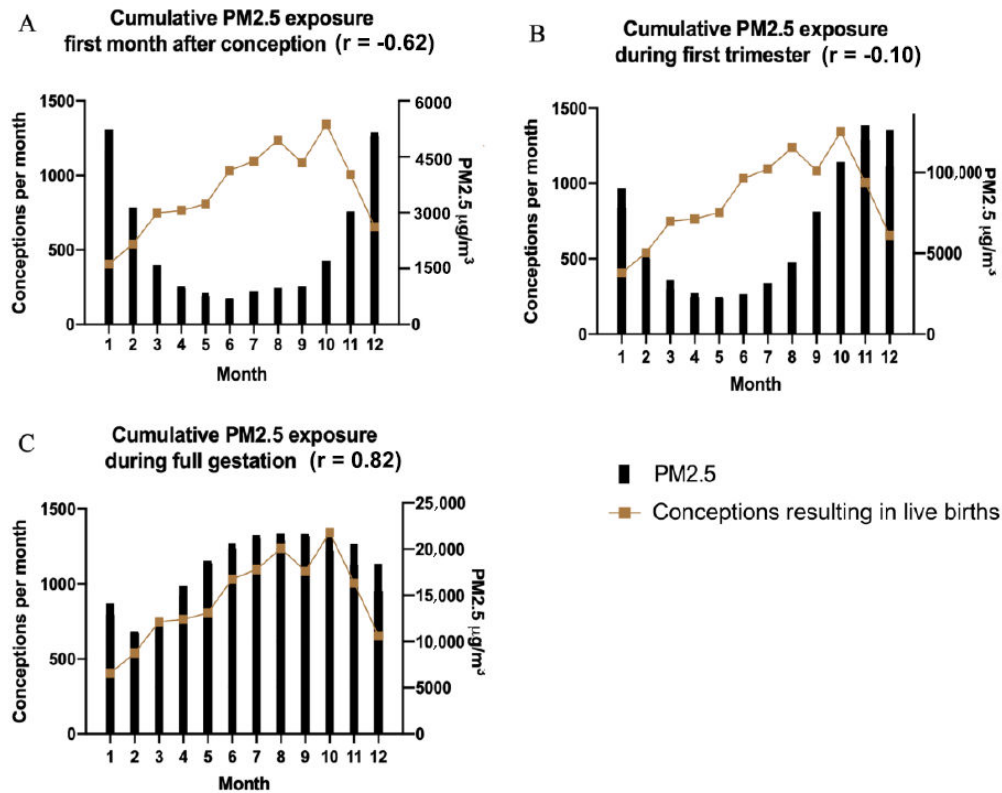 A
Cumulative PM2.5 exposure
first month after conception (r = -0.62)
Conceptions per month
1500
1000
500
0
6000
4500
3000
1500
0
PM2.5 µg/m³
1 2 3 4 5 6 7 8 9 10 11 12
Month
B
Cumulative PM2.5 exposure
during first trimester (r = -0.10)
Conceptions per month
1500
1000
500
0
100,000
5000
0
PM2.5 µg/m³
1 2 3 4 5 6 7 8 9 10 11 12
Month
C
Cumulative PM2.5 exposure
during full gestation (r = 0.82)
Conceptions per month
1500
1000
500
0
25,000
20,000
15,000
10,000
5000
0
PM2.5 µg/m³
1 2 3 4 5 6 7 8 9 10 11 12
Month
PM2.5
Conceptions resulting in live births